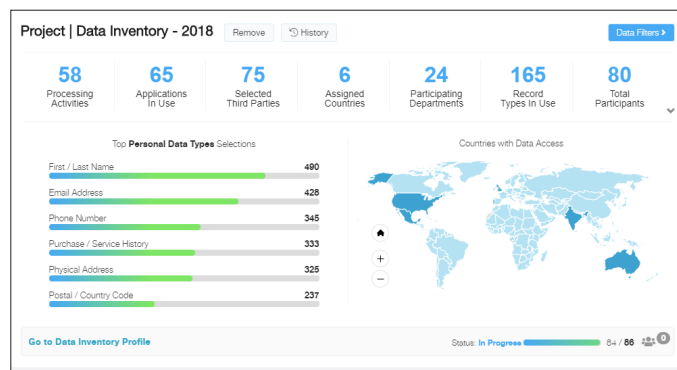 Project | Data Inventory - 2018 Remove History Data Filters >
58 65 75 6 24 165 80
Processing Applications Selected Assigned Participating Record Total
Activities In Use Third Parties Countries Departments Types In Use Participants
Top Personal Data Types Selections
First / Last Name 490
Email Address 428
Phone Number 345
Purchase / Service History 333
Physical Address 325
Postal / Country Code 237
Countries with Data Access
+
−
Go to Data Inventory Profile Status: In Progress 84 / 86 0